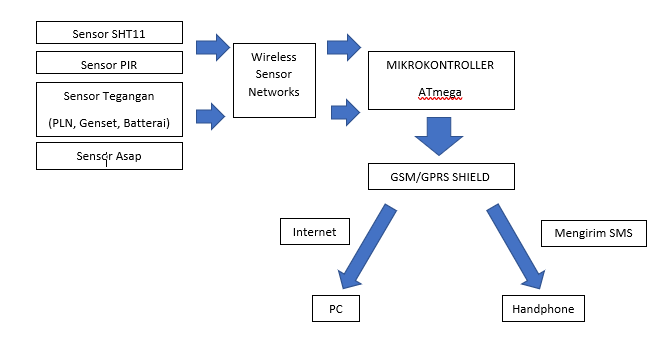 Sensor SHT11
Sensor PIR
Sensor Tegangan
(PLN, Genset, Batterai)
Sensor Asap
Wireless
Sensor
Networks
MIKROKONTROLLER
ATmega
GSM/GPRS SHIELD
Internet
Mengirim SMS
PC
Handphone